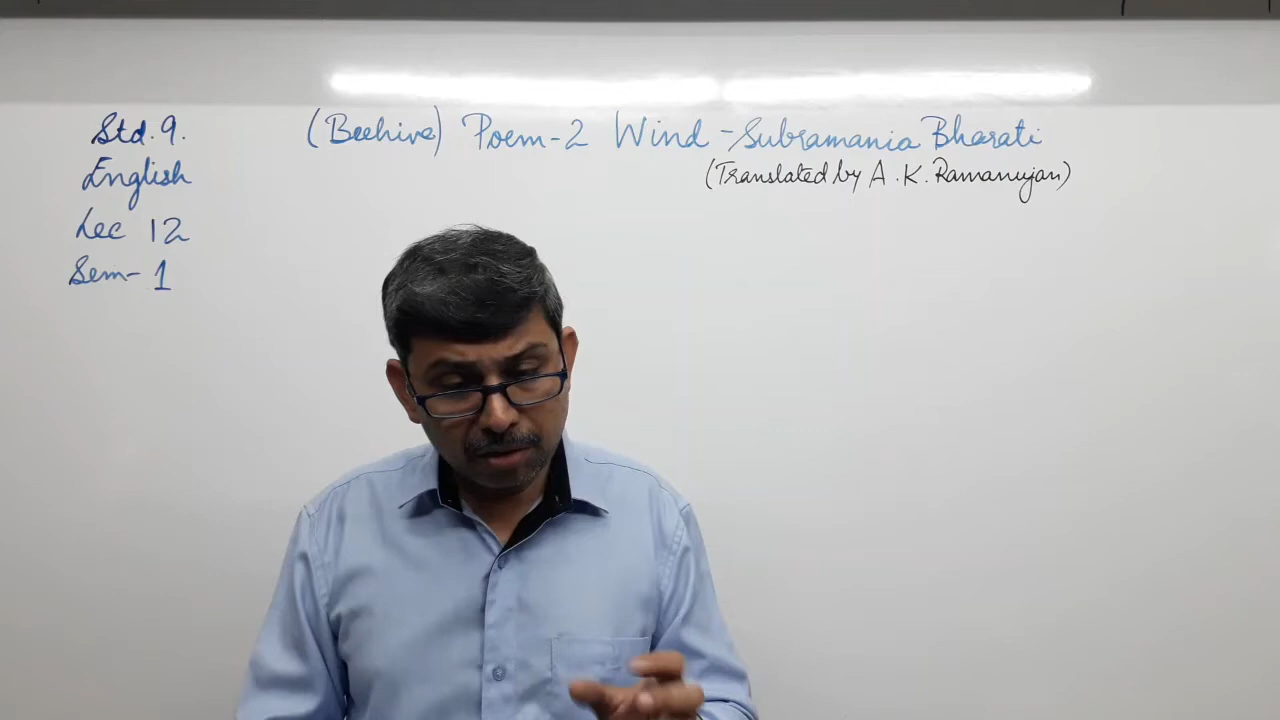 Std. 9.
English
Lec 12
Sem- 1
(Beehive) Poem-2 Wind -Subramania Bharati
(Translated by A.K. Ramanujan)